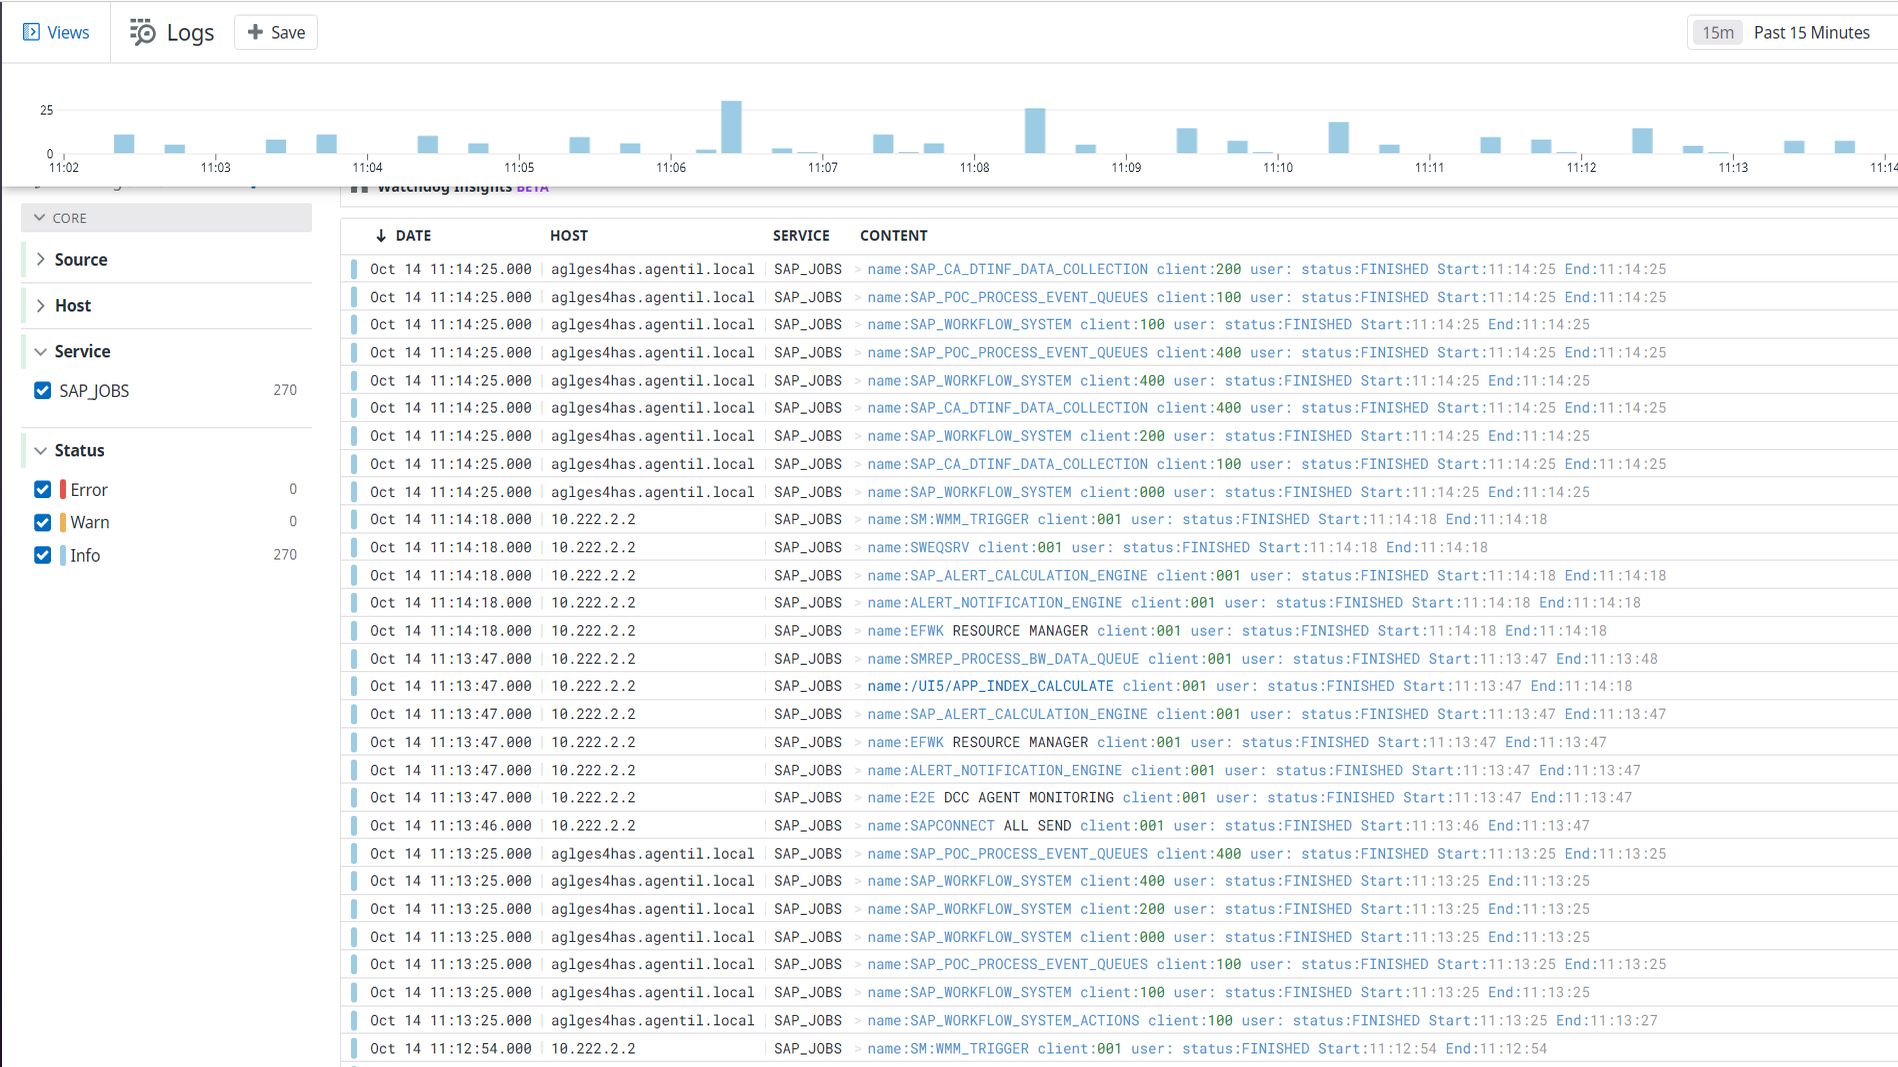 Views
Logs
+ Save
15m Past 15 Minutes
25
0
11:02 11:03 11:04 11:05 11:06 11:07 11:08 11:09 11:10 11:11 11:12 11:13 11:14
Watchdog Insights BETA
CORE
Source
Host
Service
SAP_JOBS 270
Status
Error 0
Warn 0
Info 270
↓ DATE HOST SERVICE CONTENT
Oct 14 11:14:25.000 aglges4has.agentil.local SAP_JOBS > name:SAP_CA_DTINF_DATA_COLLECTION client:200 user: status:FINISHED Start:11:14:25 End:11:14:25
Oct 14 11:14:25.000 aglges4has.agentil.local SAP_JOBS > name:SAP_POC_PROCESS_EVENT_QUEUES client:100 user: status:FINISHED Start:11:14:25 End:11:14:25
Oct 14 11:14:25.000 aglges4has.agentil.local SAP_JOBS > name:SAP_WORKFLOW_SYSTEM client:100 user: status:FINISHED Start:11:14:25 End:11:14:25
Oct 14 11:14:25.000 aglges4has.agentil.local SAP_JOBS > name:SAP_POC_PROCESS_EVENT_QUEUES client:400 user: status:FINISHED Start:11:14:25 End:11:14:25
Oct 14 11:14:25.000 aglges4has.agentil.local SAP_JOBS > name:SAP_WORKFLOW_SYSTEM client:400 user: status:FINISHED Start:11:14:25 End:11:14:25
Oct 14 11:14:25.000 aglges4has.agentil.local SAP_JOBS > name:SAP_CA_DTINF_DATA_COLLECTION client:400 user: status:FINISHED Start:11:14:25 End:11:14:25
Oct 14 11:14:25.000 aglges4has.agentil.local SAP_JOBS > name:SAP_WORKFLOW_SYSTEM client:200 user: status:FINISHED Start:11:14:25 End:11:14:25
Oct 14 11:14:25.000 aglges4has.agentil.local SAP_JOBS > name:SAP_CA_DTINF_DATA_COLLECTION client:100 user: status:FINISHED Start:11:14:25 End:11:14:25
Oct 14 11:14:25.000 aglges4has.agentil.local SAP_JOBS > name:SAP_WORKFLOW_SYSTEM client:000 user: status:FINISHED Start:11:14:25 End:11:14:25
Oct 14 11:14:18.000 10.222.2.2 SAP_JOBS > name:SM:WMM_TRIGGER client:001 user: status:FINISHED Start:11:14:18 End:11:14:18
Oct 14 11:14:18.000 10.222.2.2 SAP_JOBS > name:SWEQSRV client:001 user: status:FINISHED Start:11:14:18 End:11:14:18
Oct 14 11:14:18.000 10.222.2.2 SAP_JOBS > name:SAP_ALERT_CALCULATION_ENGINE client:001 user: status:FINISHED Start:11:14:18 End:11:14:18
Oct 14 11:14:18.000 10.222.2.2 SAP_JOBS > name:ALERT_NOTIFICATION_ENGINE client:001 user: status:FINISHED Start:11:14:18 End:11:14:18
Oct 14 11:14:18.000 10.222.2.2 SAP_JOBS > name:EFWK RESOURCE MANAGER client:001 user: status:FINISHED Start:11:14:18 End:11:14:18
Oct 14 11:13:47.000 10.222.2.2 SAP_JOBS > name:SMREP_PROCESS_BW_DATA_QUEUE client:001 user: status:FINISHED Start:11:13:47 End:11:13:48
Oct 14 11:13:47.000 10.222.2.2 SAP_JOBS > name:/UI5/APP_INDEX_CALCULATE client:001 user: status:FINISHED Start:11:13:47 End:11:14:18
Oct 14 11:13:47.000 10.222.2.2 SAP_JOBS > name:SAP_ALERT_CALCULATION_ENGINE client:001 user: status:FINISHED Start:11:13:47 End:11:13:47
Oct 14 11:13:47.000 10.222.2.2 SAP_JOBS > name:EFWK RESOURCE MANAGER client:001 user: status:FINISHED Start:11:13:47 End:11:13:47
Oct 14 11:13:47.000 10.222.2.2 SAP_JOBS > name:ALERT_NOTIFICATION_ENGINE client:001 user: status:FINISHED Start:11:13:47 End:11:13:47
Oct 14 11:13:47.000 10.222.2.2 SAP_JOBS > name:E2E DCC AGENT MONITORING client:001 user: status:FINISHED Start:11:13:47 End:11:13:47
Oct 14 11:13:46.000 10.222.2.2 SAP_JOBS > name:SAPCONNECT ALL SEND client:001 user: status:FINISHED Start:11:13:46 End:11:13:47
Oct 14 11:13:25.000 aglges4has.agentil.local SAP_JOBS > name:SAP_POC_PROCESS_EVENT_QUEUES client:400 user: status:FINISHED Start:11:13:25 End:11:13:25
Oct 14 11:13:25.000 aglges4has.agentil.local SAP_JOBS > name:SAP_WORKFLOW_SYSTEM client:400 user: status:FINISHED Start:11:13:25 End:11:13:25
Oct 14 11:13:25.000 aglges4has.agentil.local SAP_JOBS > name:SAP_WORKFLOW_SYSTEM client:200 user: status:FINISHED Start:11:13:25 End:11:13:25
Oct 14 11:13:25.000 aglges4has.agentil.local SAP_JOBS > name:SAP_WORKFLOW_SYSTEM client:000 user: status:FINISHED Start:11:13:25 End:11:13:25
Oct 14 11:13:25.000 aglges4has.agentil.local SAP_JOBS > name:SAP_POC_PROCESS_EVENT_QUEUES client:100 user: status:FINISHED Start:11:13:25 End:11:13:25
Oct 14 11:13:25.000 aglges4has.agentil.local SAP_JOBS > name:SAP_WORKFLOW_SYSTEM client:100 user: status:FINISHED Start:11:13:25 End:11:13:25
Oct 14 11:13:25.000 aglges4has.agentil.local SAP_JOBS > name:SAP_WORKFLOW_SYSTEM_ACTIONS client:100 user: status:FINISHED Start:11:13:25 End:11:13:27
Oct 14 11:12:54.000 10.222.2.2 SAP_JOBS > name:SM:WMM_TRIGGER client:001 user: status:FINISHED Start:11:12:54 End:11:12:54